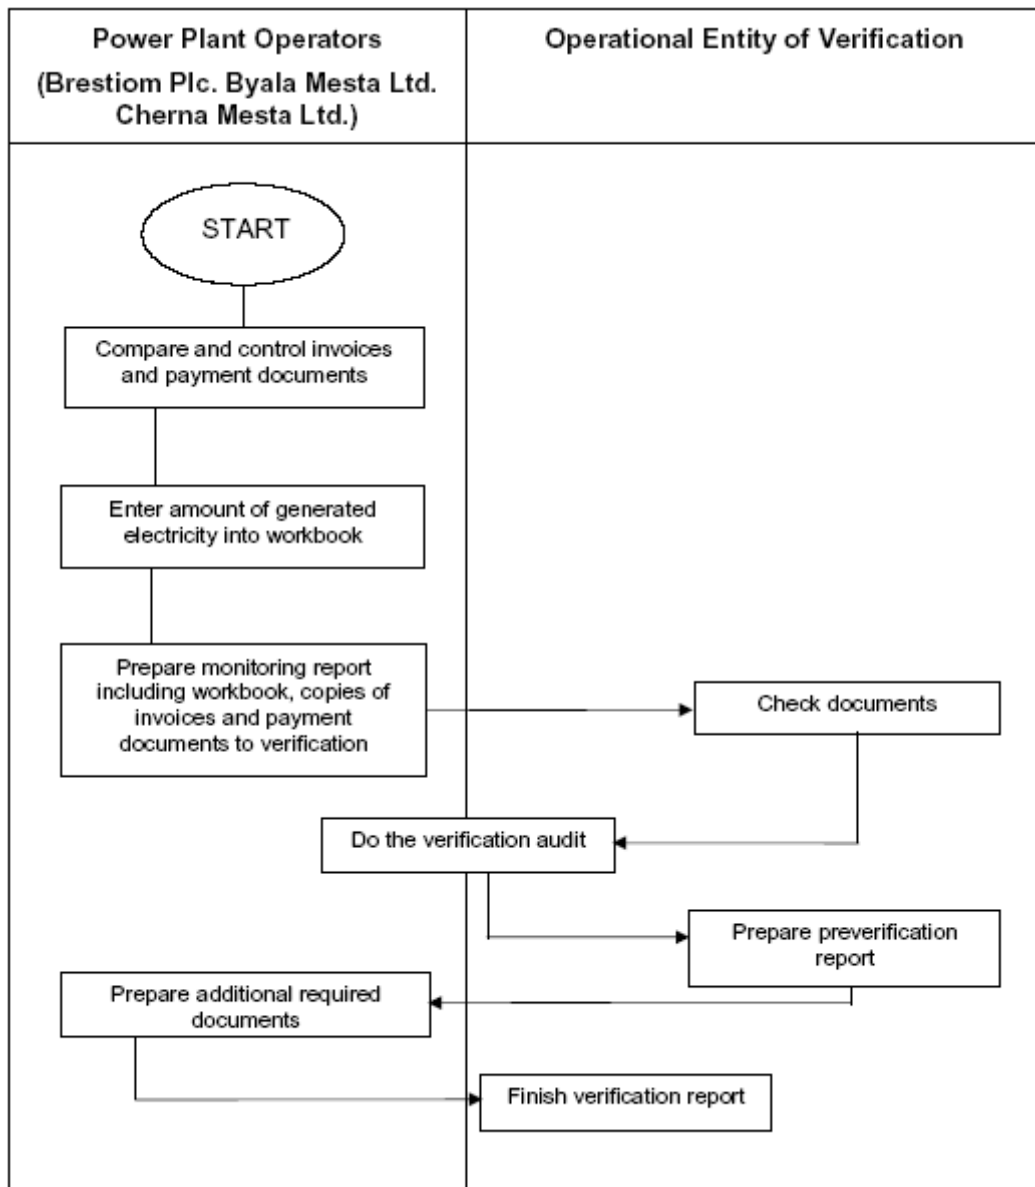 Power Plant Operators
(Brestiom Plc. Byala Mesta Ltd.
Cherna Mesta Ltd.)
Operational Entity of Verification
START
Compare and control invoices
and payment documents
Enter amount of generated
electricity into workbook
Prepare monitoring report
including workbook, copies of
invoices and payment
documents to verification
Check documents
Do the verification audit
Prepare preverification
report
Prepare additional required
documents
Finish verification report